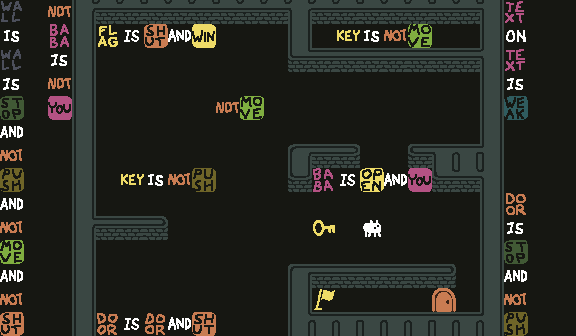 WALL
IS
WALL
IS
STOP
AND
NOT
PUSH
AND
NOT
MOVE
AND
NOT
SHUT
NOT
BABA
IS
NOT
YOU
FLAG IS SHUT AND WIN
KEY IS NOT MOVE
NOT MOVE
KEY IS NOT PUSH
BABA IS OPEN AND YOU
DOOR IS DOOR AND SHUT
TEXT
ON
TEXT
IS
WEAK
DOOR
IS
STOP
AND
NOT
PUSH